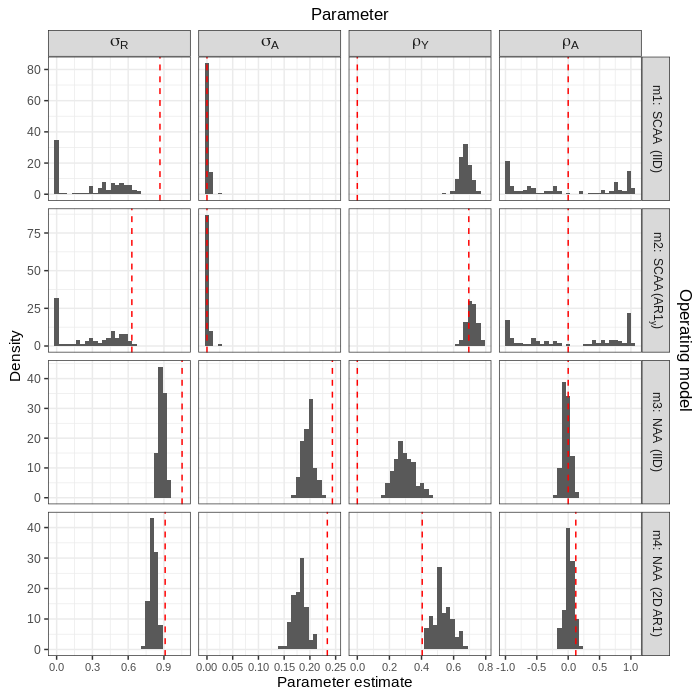 Parameter
σR σA ρY ρA
80
60
40
20
0
m1: SCAA (IID)
75
50
25
0
m2: SCAA (AR1y)
40
30
20
10
0
m3: NAA (IID)
40
30
20
10
0
m4: NAA (2D AR1)
0.0 0.3 0.6 0.9 0.00 0.05 0.10 0.15 0.20 0.25 0.0 0.2 0.4 0.6 0.8 -1.0 -0.5 0.0 0.5 1.0
Parameter estimate
Density
Operating model